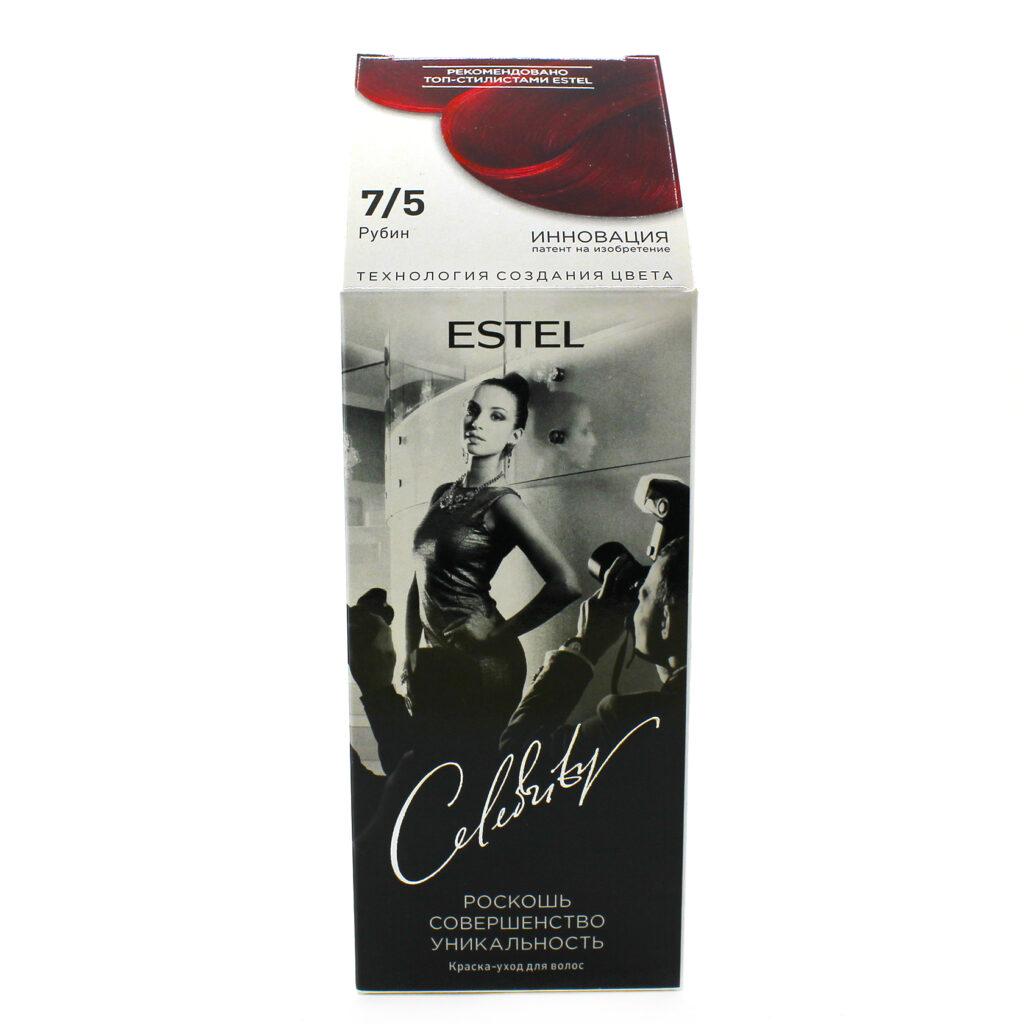 РЕКОМЕНДОВАНО
ТОП-СТИЛИСТАМИ ESTEL
7/5
Рубин
ИННОВАЦИЯ
патент на изобретение
ТЕХНОЛОГИЯ СОЗДАНИЯ ЦВЕТА
ESTEL
Celebrity
РОСКОШЬ
СОВЕРШЕНСТВО
УНИКАЛЬНОСТЬ
Краска-уход для волос